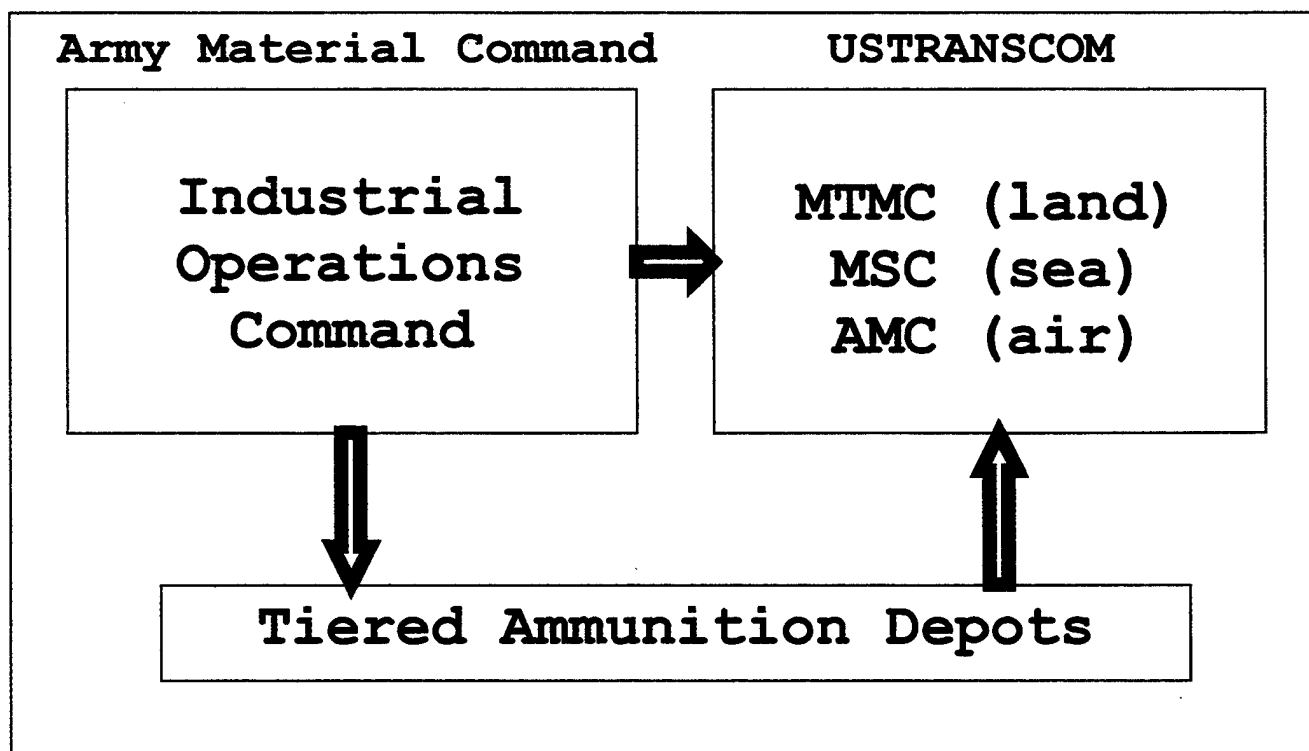 Army Material Command
USTRANSCOM
Industrial
Operations
Command
MTMC (land)
MSC (sea)
AMC (air)
Tiered Ammunition Depots